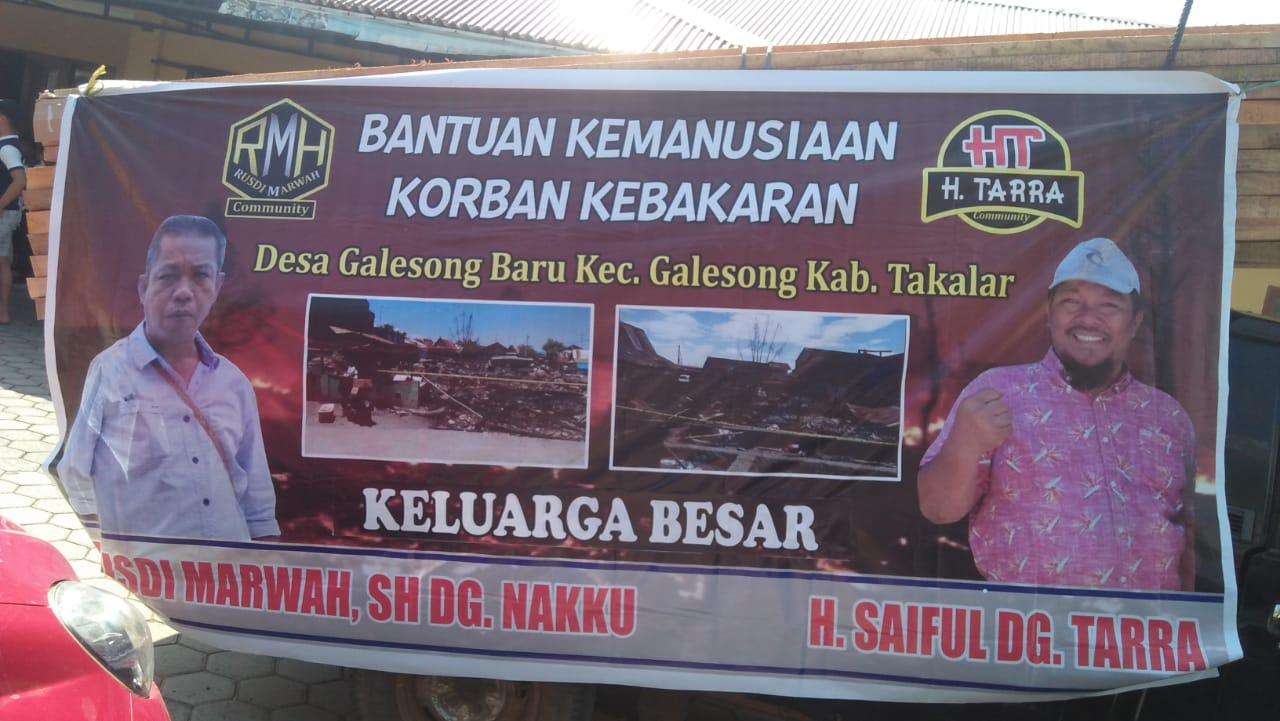 RMH
RUSDI MARWAH
Community
BANTUAN KEMANUSIAAN
KORBAN KEBAKARAN
HT
H. TARRA
Community
Desa Galesong Baru Kec. Galesong Kab. Takalar
KELUARGA BESAR
USDI MARWAH, SH DG. NAKKU
H. SAIFUL DG. TARRA